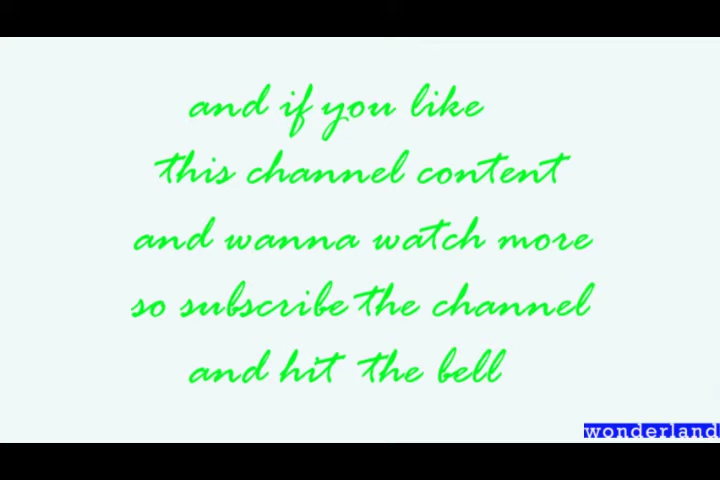 and if you like
this channel content
and wanna watch more
so subscribe the channel
and hit the bell
wonderland